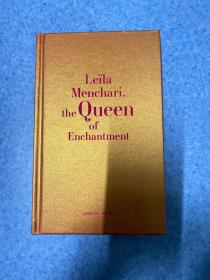 Leïla
Menchari,
the Queen
of
Enchantment